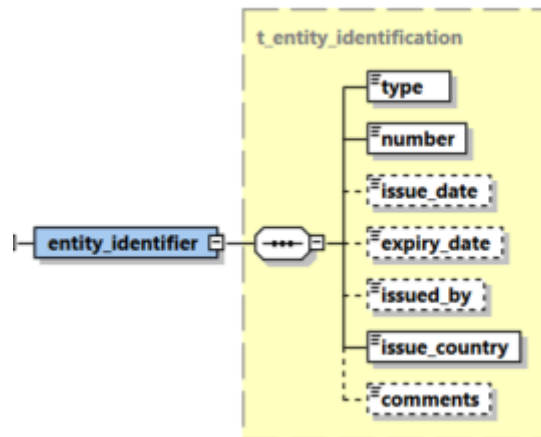 t_entity_identification
type
number
issue_date
entity_identifier
expiry_date
issued_by
issue_country
comments